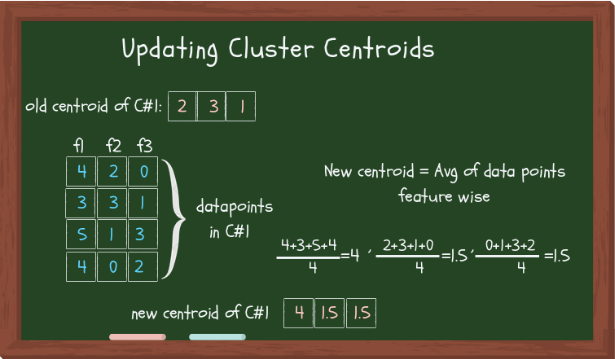 Updating Cluster Centroids
old centroid of C#1: 2 3 1
f1 f2 f3
4 2 0
3 3 1
5 1 3
4 0 2
datapoints
in C#1
New centroid = Avg of data points
feature wise
4+3+5+4/4=4 , 2+3+1+0/4=1.5, 0+1+3+2/4=1.5
new centroid of C#1 4 1.5 1.5